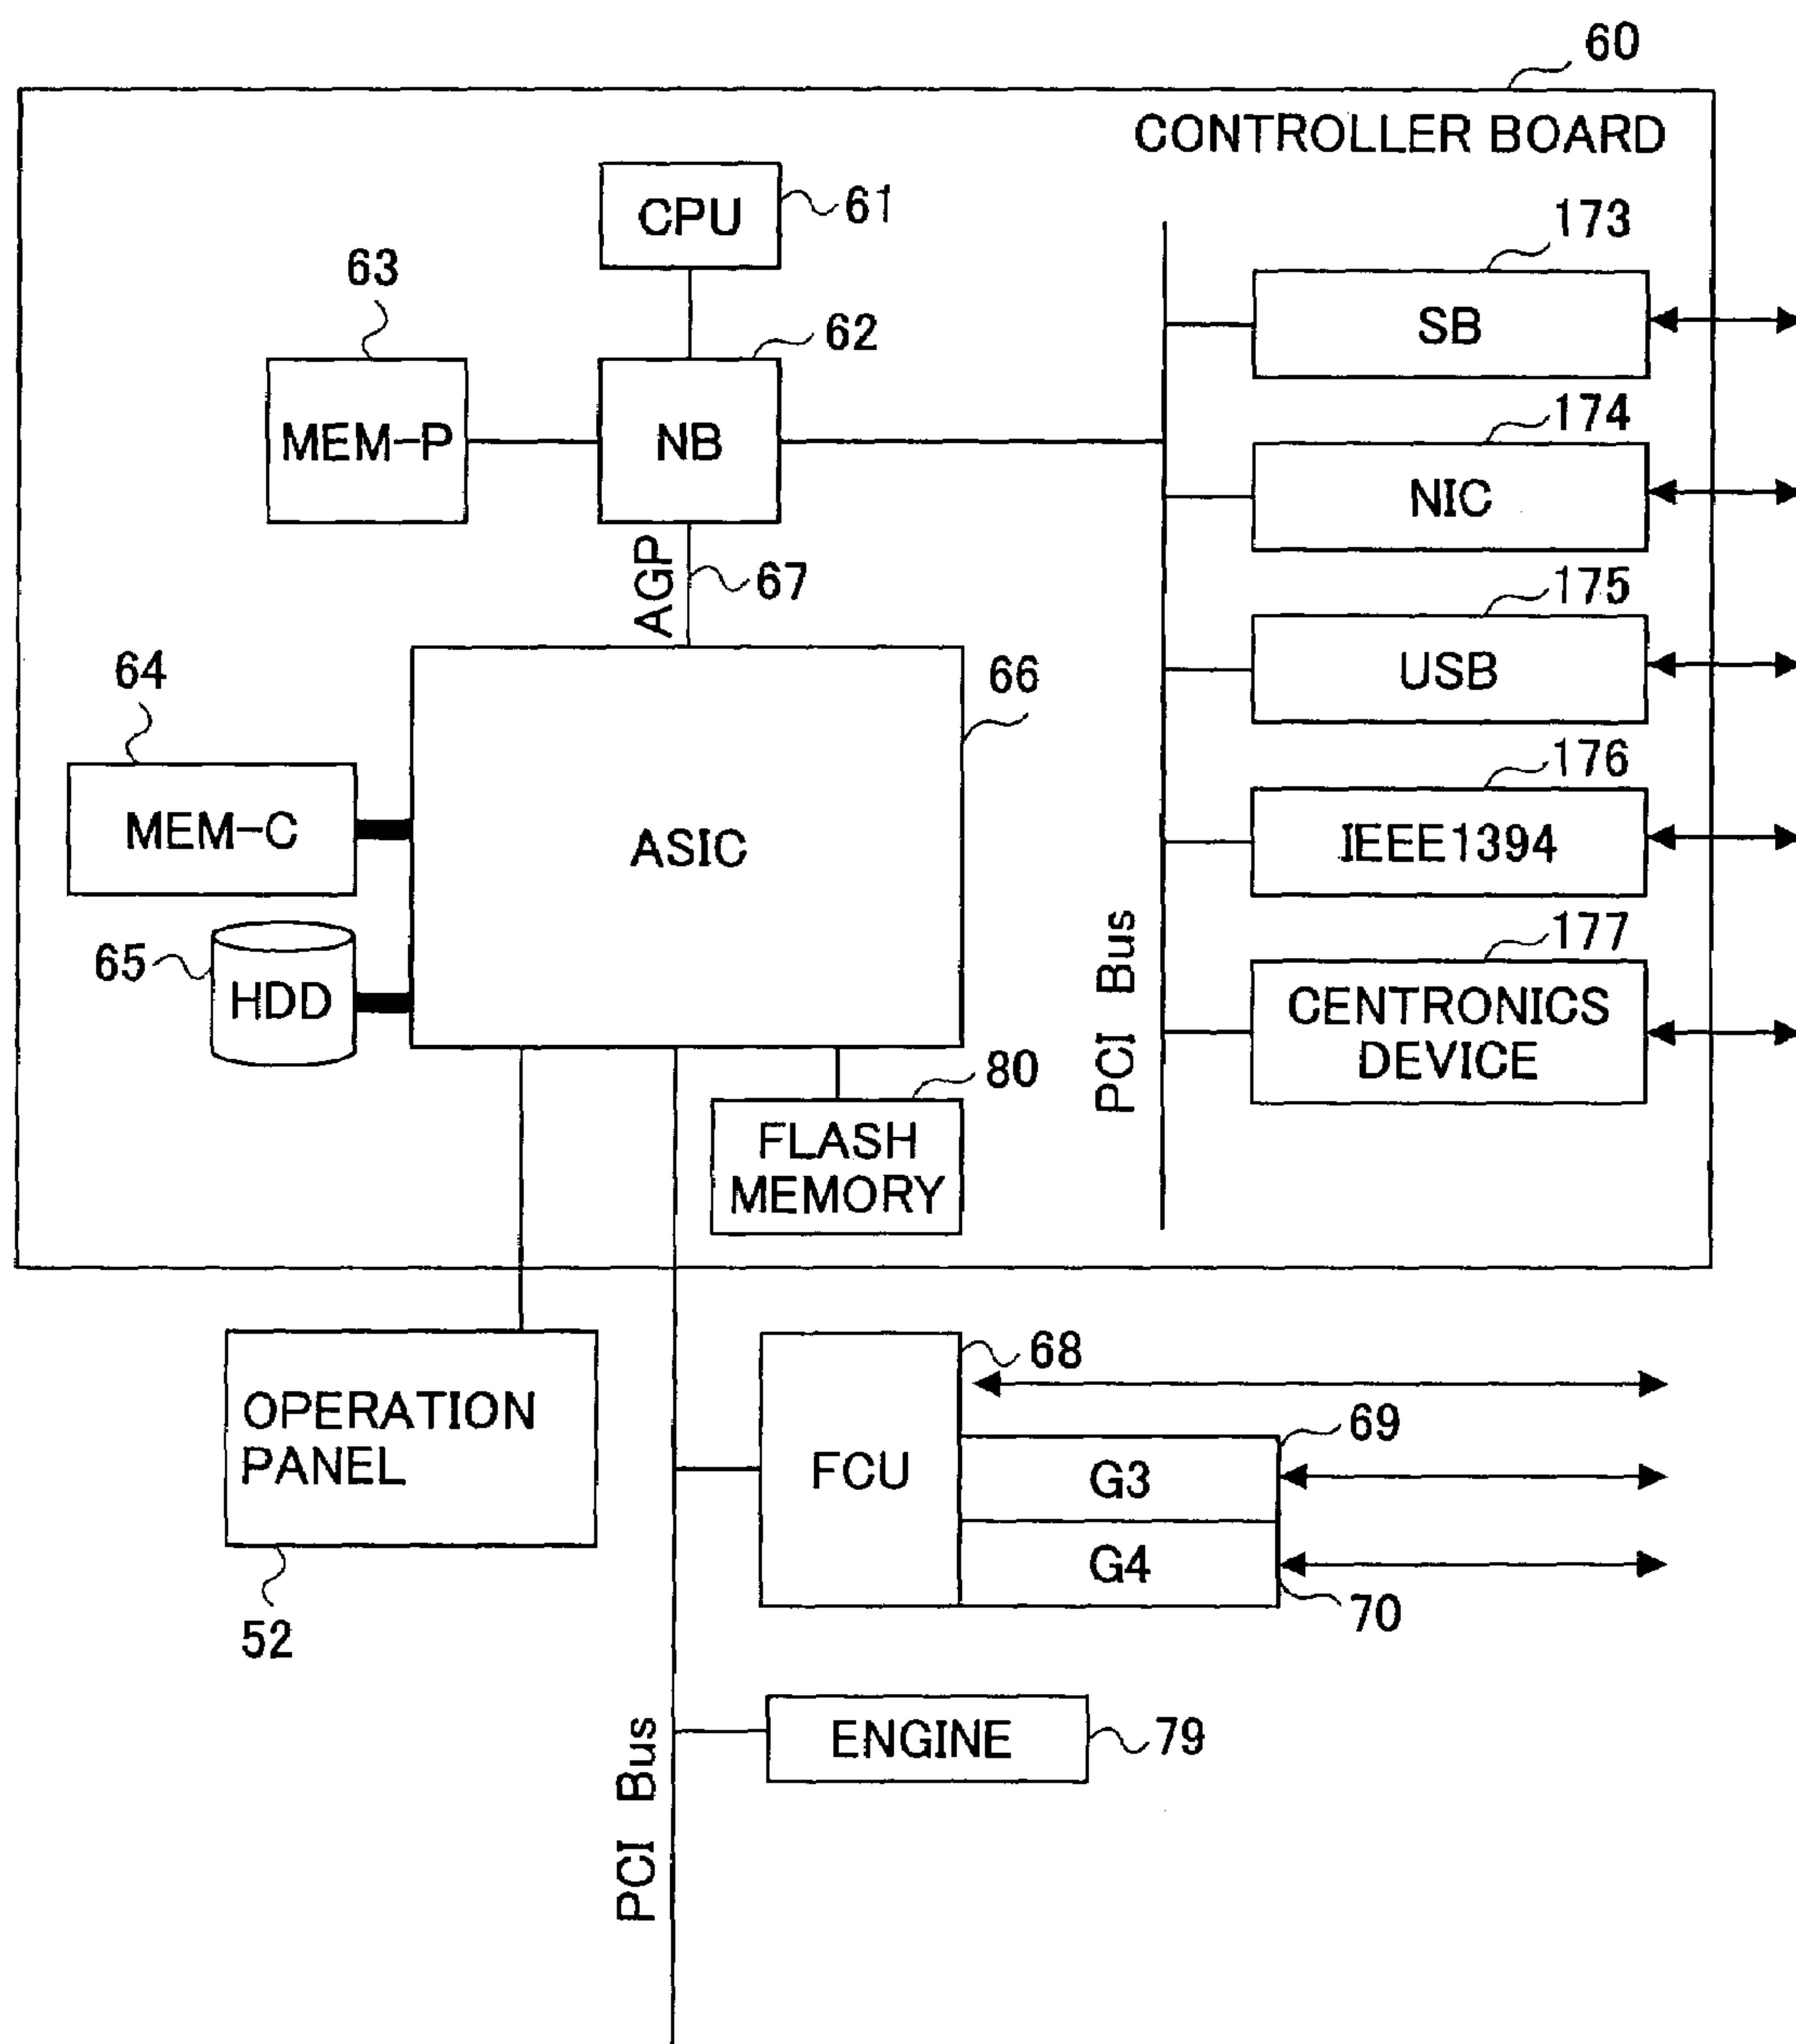 60
CONTROLLER BOARD
CPU
61
173
63
SB
62
MEM-P
NB
174
NIC
AGP
67
175
USB
64
66
176
MEM-C
ASIC
IEEE1394
65
HDD
PCI Bus
177
CENTRONICS
DEVICE
80
FLASH
MEMORY
68
OPERATION
PANEL
69
FCU
G3
G4
70
52
PCI Bus
ENGINE
79